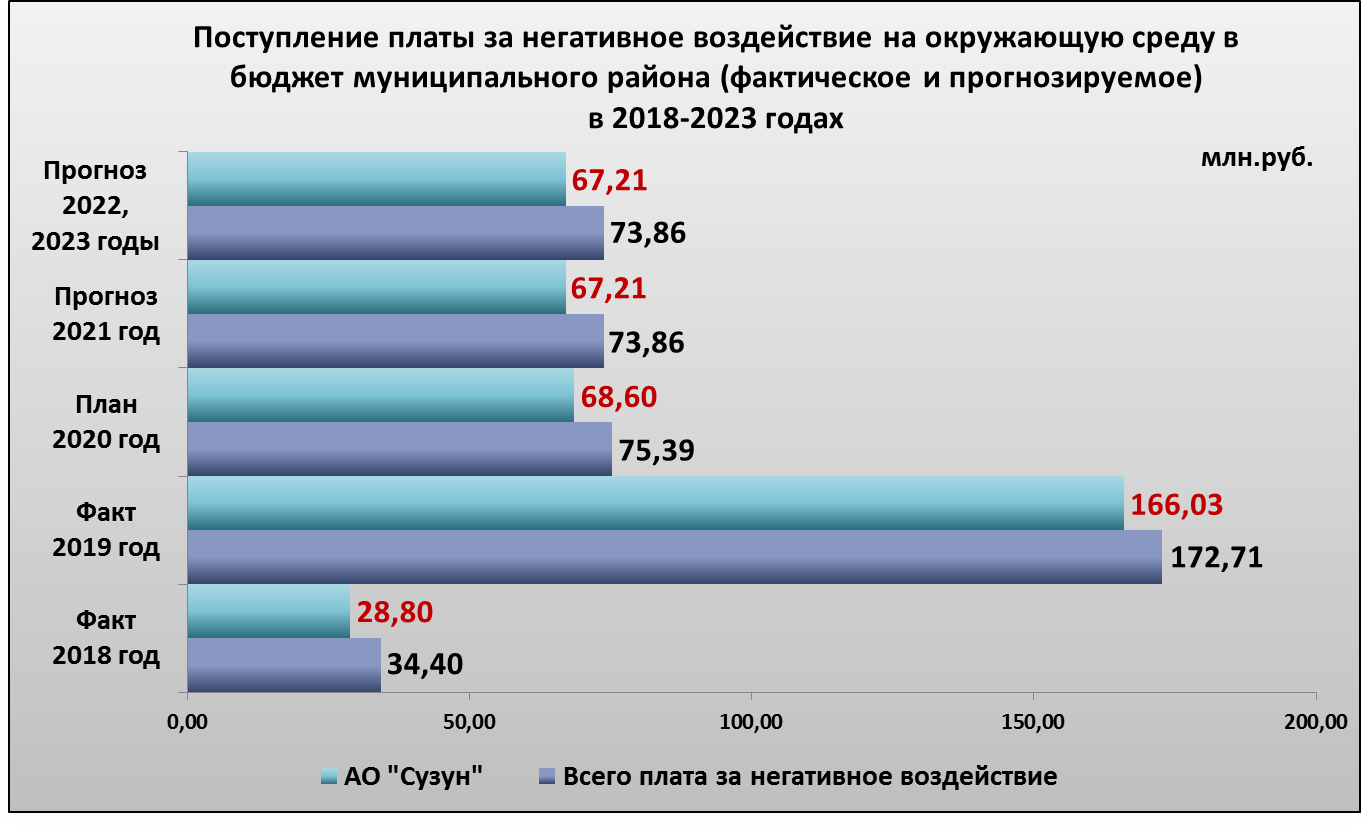 Поступление платы за негативное воздействие на окружающую среду в
бюджет муниципального района (фактическое и прогнозируемое)
в 2018-2023 годах
млн.руб.
Прогноз
2022,
2023 годы
67,21
73,86
Прогноз
2021 год
67,21
73,86
План
2020 год
68,60
75,39
Факт
2019 год
166,03
172,71
Факт
2018 год
28,80
34,40
0,00 50,00 100,00 150,00 200,00
АО "Сузун" Всего плата за негативное воздействие